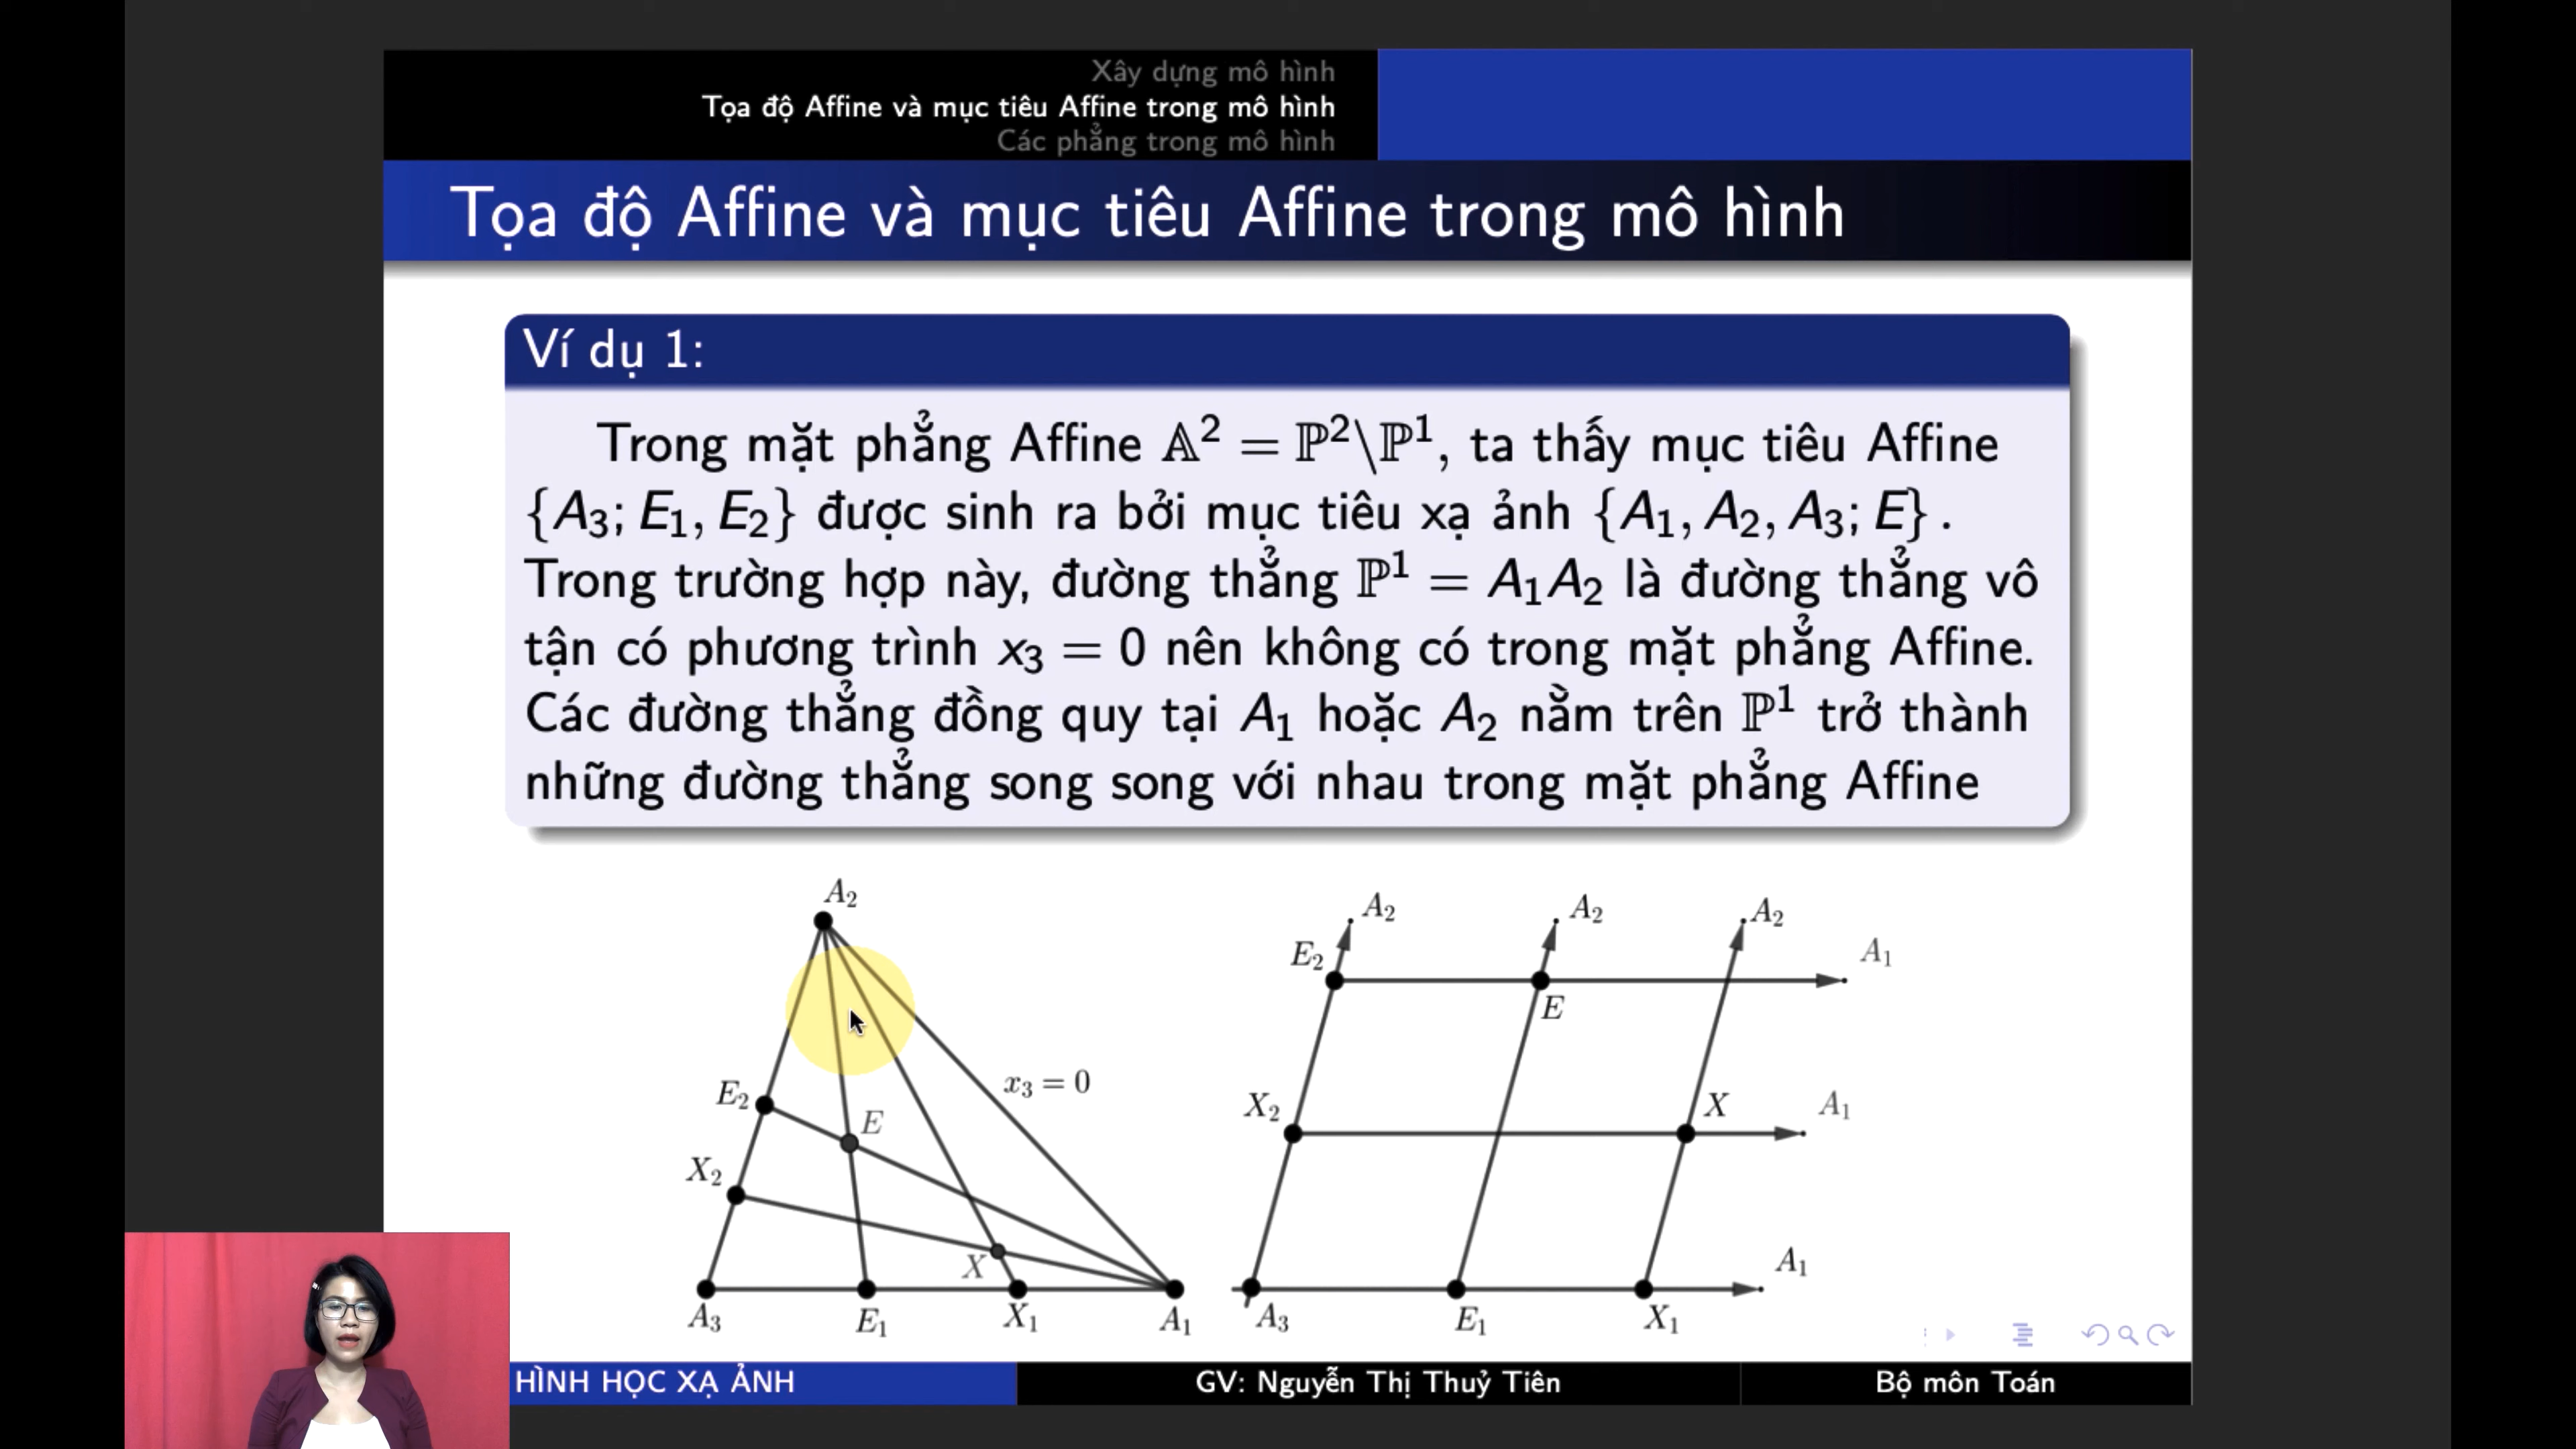 Xây dựng mô hình
Tọa độ Affine và mục tiêu Affine trong mô hình
Các phẳng trong mô hình
Tọa độ Affine và mục tiêu Affine trong mô hình
Ví dụ 1:
Trong mặt phẳng Affine 𝔸² = ℙ²\ℙ¹, ta thấy mục tiêu Affine
{A₃; E₁, E₂} được sinh ra bởi mục tiêu xạ ảnh {A₁, A₂, A₃; E} .
Trong trường hợp này, đường thẳng ℙ¹ = A₁A₂ là đường thẳng vô
tận có phương trình x₃ = 0 nên không có trong mặt phẳng Affine.
Các đường thẳng đồng quy tại A₁ hoặc A₂ nằm trên ℙ¹ trở thành
những đường thẳng song song với nhau trong mặt phẳng Affine
A₂
x₃ = 0
E₂
E
X₂
X
A₃ E₁ X₁ A₁
A₂ A₂ A₂
E₂ A₁
E
X₂ X A₁
A₁
A₃ E₁ X₁
HÌNH HỌC XẠ ẢNH
GV: Nguyễn Thị Thuỷ Tiên
Bộ môn Toán